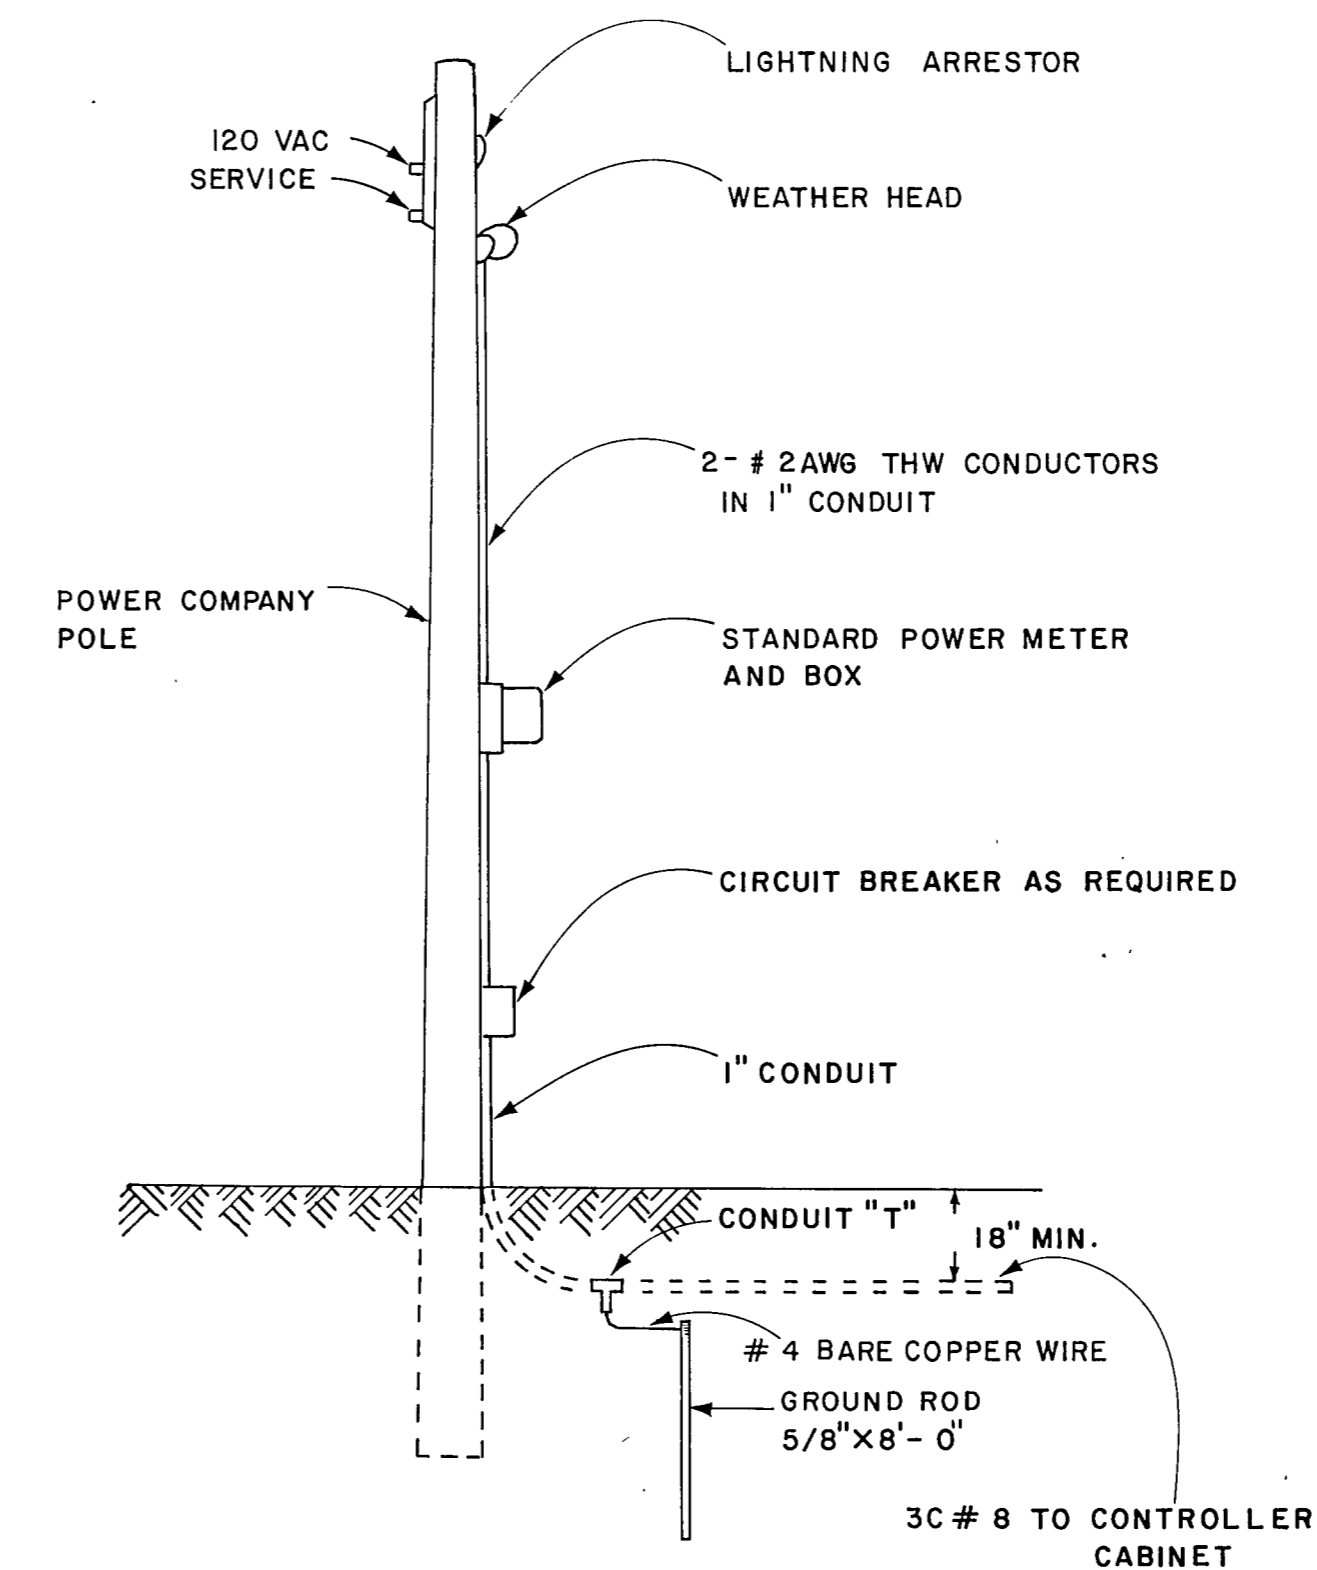 LIGHTNING ARRESTOR
120 VAC
SERVICE
WEATHER HEAD
2-#2AWG THW CONDUCTORS
IN 1" CONDUIT
POWER COMPANY
POLE
STANDARD POWER METER
AND BOX
CIRCUIT BREAKER AS REQUIRED
1" CONDUIT
CONDUIT "T"
18" MIN.
#4 BARE COPPER WIRE
GROUND ROD
5/8"X8'-0"
3C#8 TO CONTROLLER
CABINET